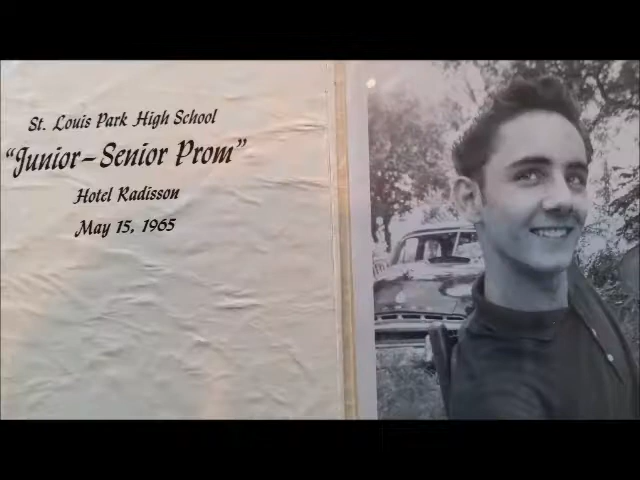 St. Louis Park High School
"Junior-Senior Prom"
Hotel Radisson
May 15, 1965